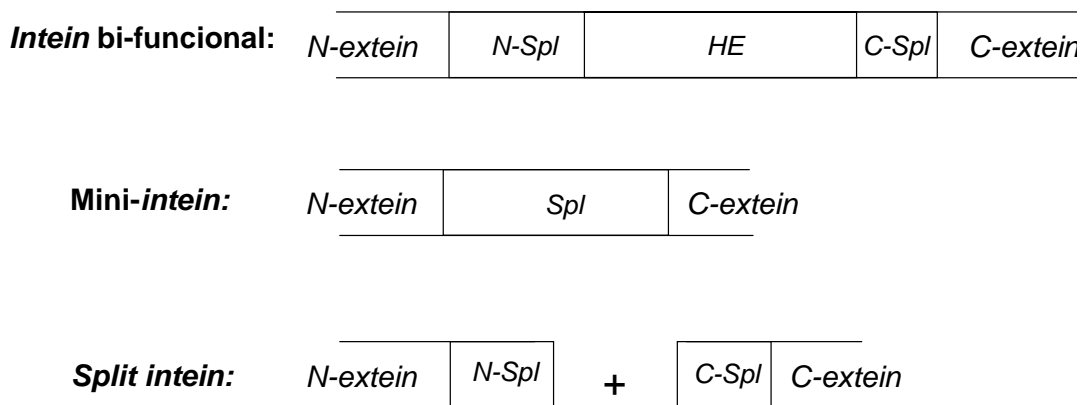 Intein bi-funcional: N-extein N-Spl HE C-Spl C-extein
Mini-intein: N-extein Spl C-extein
Split intein: N-extein N-Spl + C-Spl C-extein